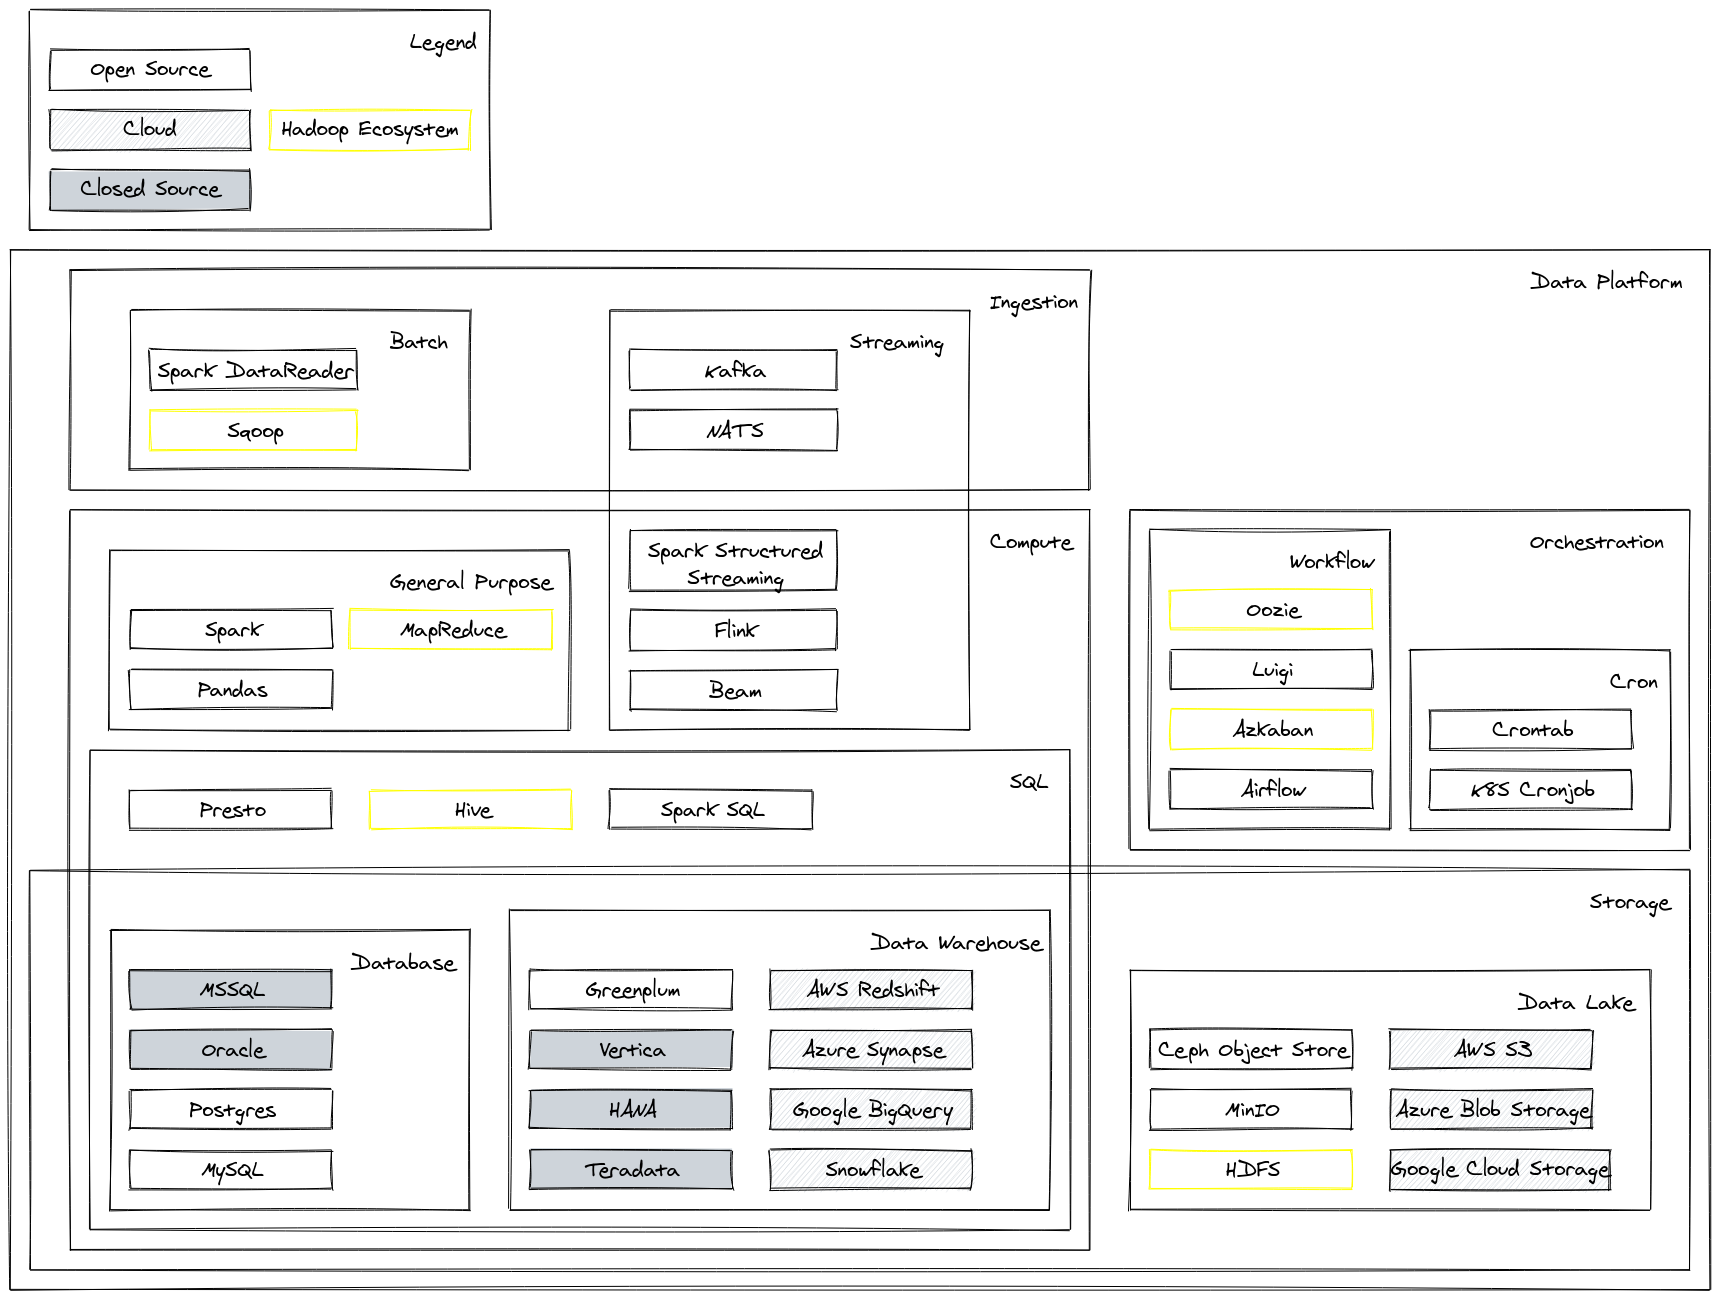 Legend
Open Source
Cloud
Hadoop Ecosystem
Closed Source
Data Platform
Ingestion
Batch
Spark DataReader
Sqoop
Streaming
Kafka
NATS
Compute
General Purpose
Spark
MapReduce
Pandas
Spark Structured
Streaming
Flink
Beam
Orchestration
Workflow
Oozie
Luigi
Azkaban
Airflow
Cron
Crontab
K8S Cronjob
SQL
Presto
Hive
Spark SQL
Storage
Database
MSSQL
Oracle
Postgres
MySQL
Data Warehouse
Greenplum
AWS Redshift
Vertica
Azure Synapse
HANA
Google BigQuery
Teradata
Snowflake
Data Lake
Ceph Object Store
AWS S3
MinIO
Azure Blob Storage
HDFS
Google Cloud Storage